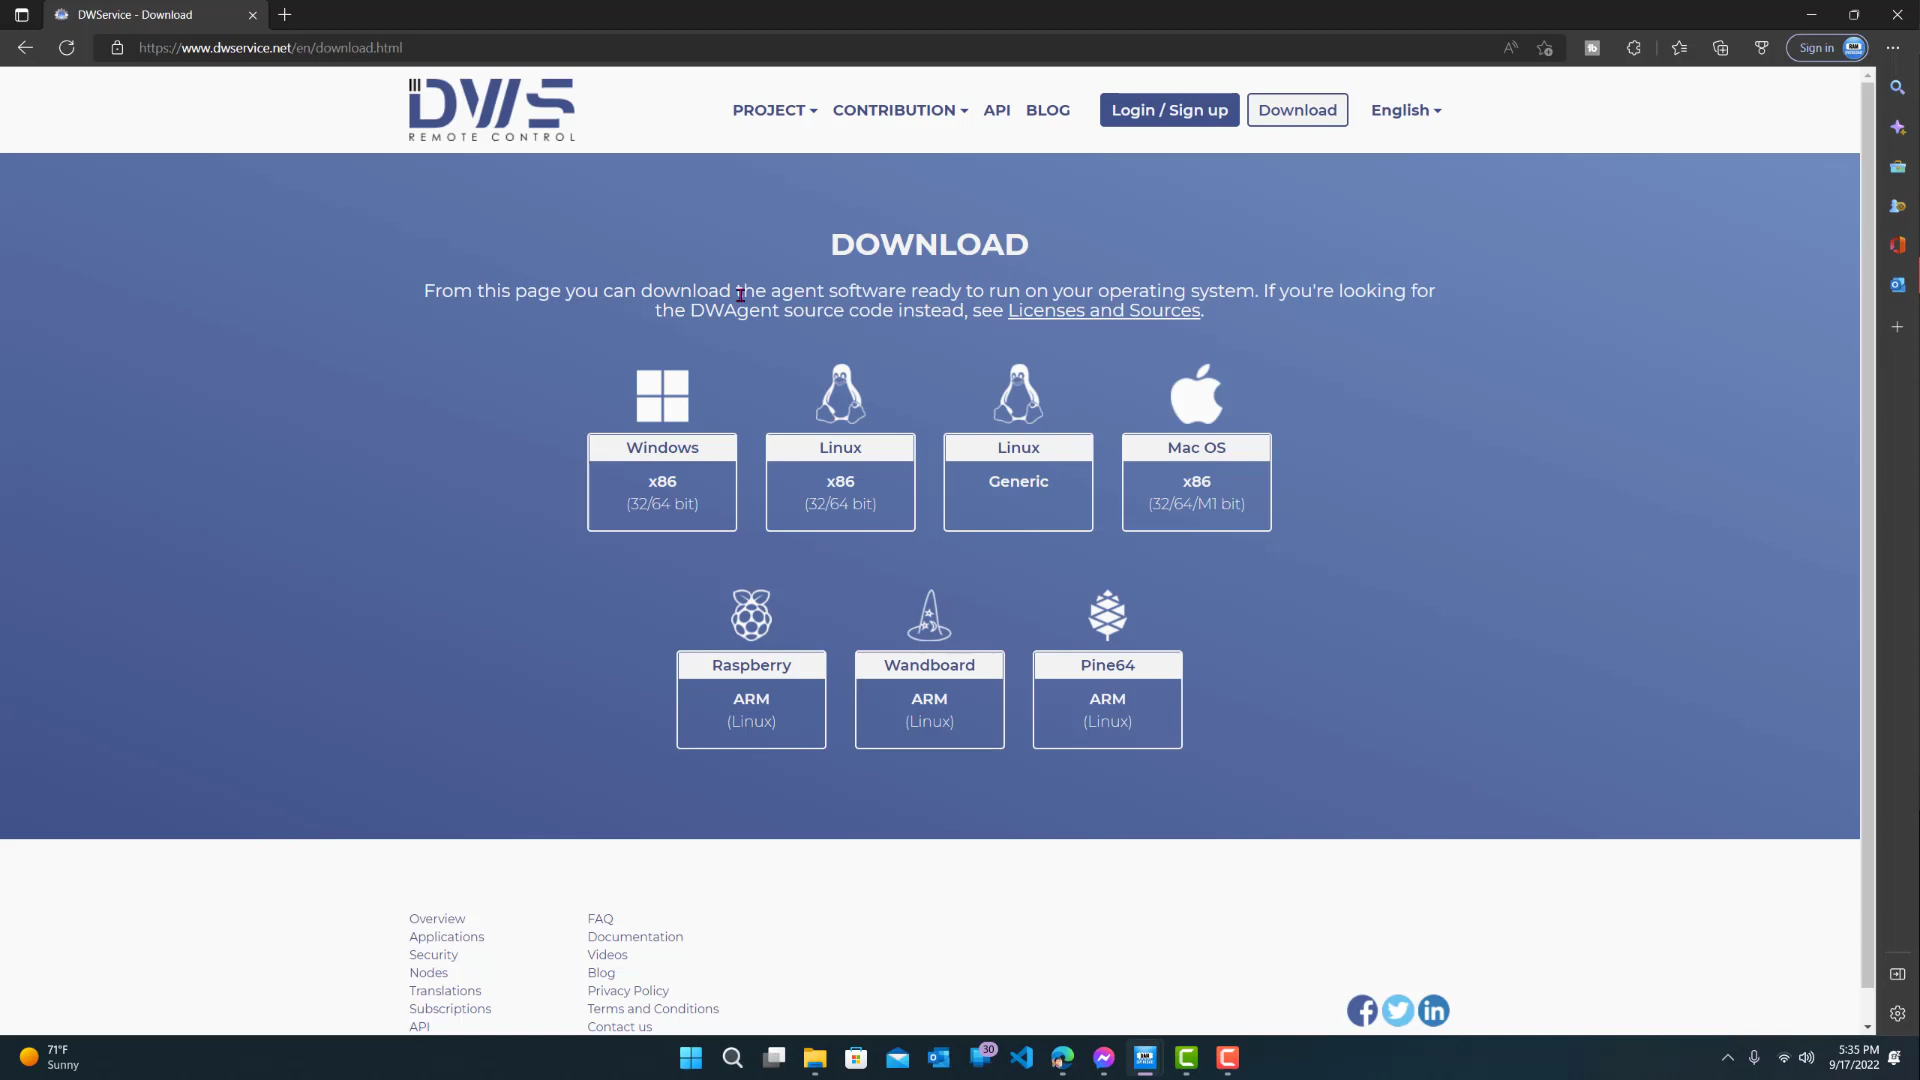 DWService - Download
https://www.dwservice.net/en/download.html
Sign in
DWS
REMOTE CONTROL
PROJECT
CONTRIBUTION
API
BLOG
Login / Sign up
Download
English
DOWNLOAD
From this page you can download the agent software ready to run on your operating system. If you're looking for
the DWAgent source code instead, see Licenses and Sources.
Windows
x86
(32/64 bit)
Linux
x86
(32/64 bit)
Linux
Generic
Mac OS
x86
(32/64/M1 bit)
Raspberry
ARM
(Linux)
Wandboard
ARM
(Linux)
Pine64
ARM
(Linux)
Overview
Applications
Security
Nodes
Translations
Subscriptions
API
FAQ
Documentation
Videos
Blog
Privacy Policy
Terms and Conditions
Contact us
71°F
Sunny
30
5:35 PM
9/17/2022